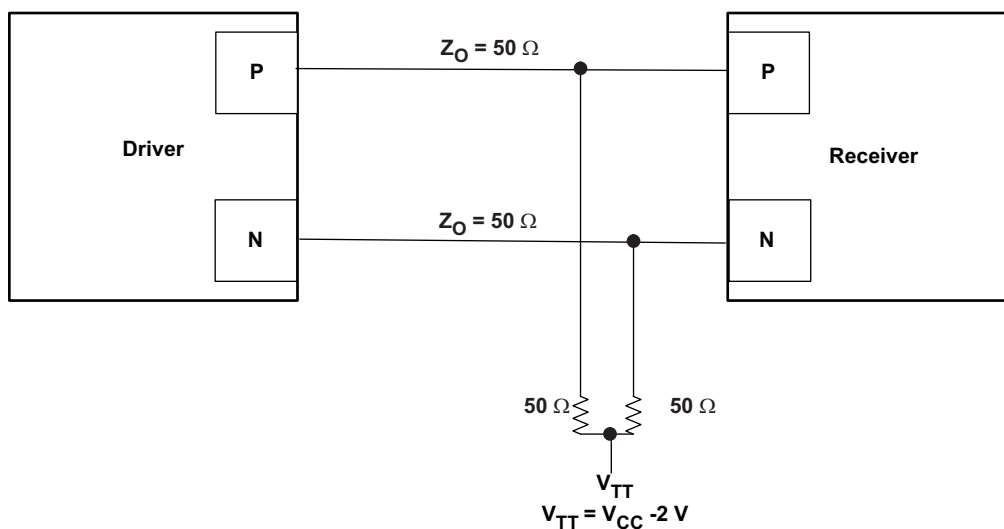 Z_O = 50 Ω
P
P
Driver
Receiver
Z_O = 50 Ω
N
N
50 Ω
50 Ω
V_TT
V_TT = V_CC -2 V